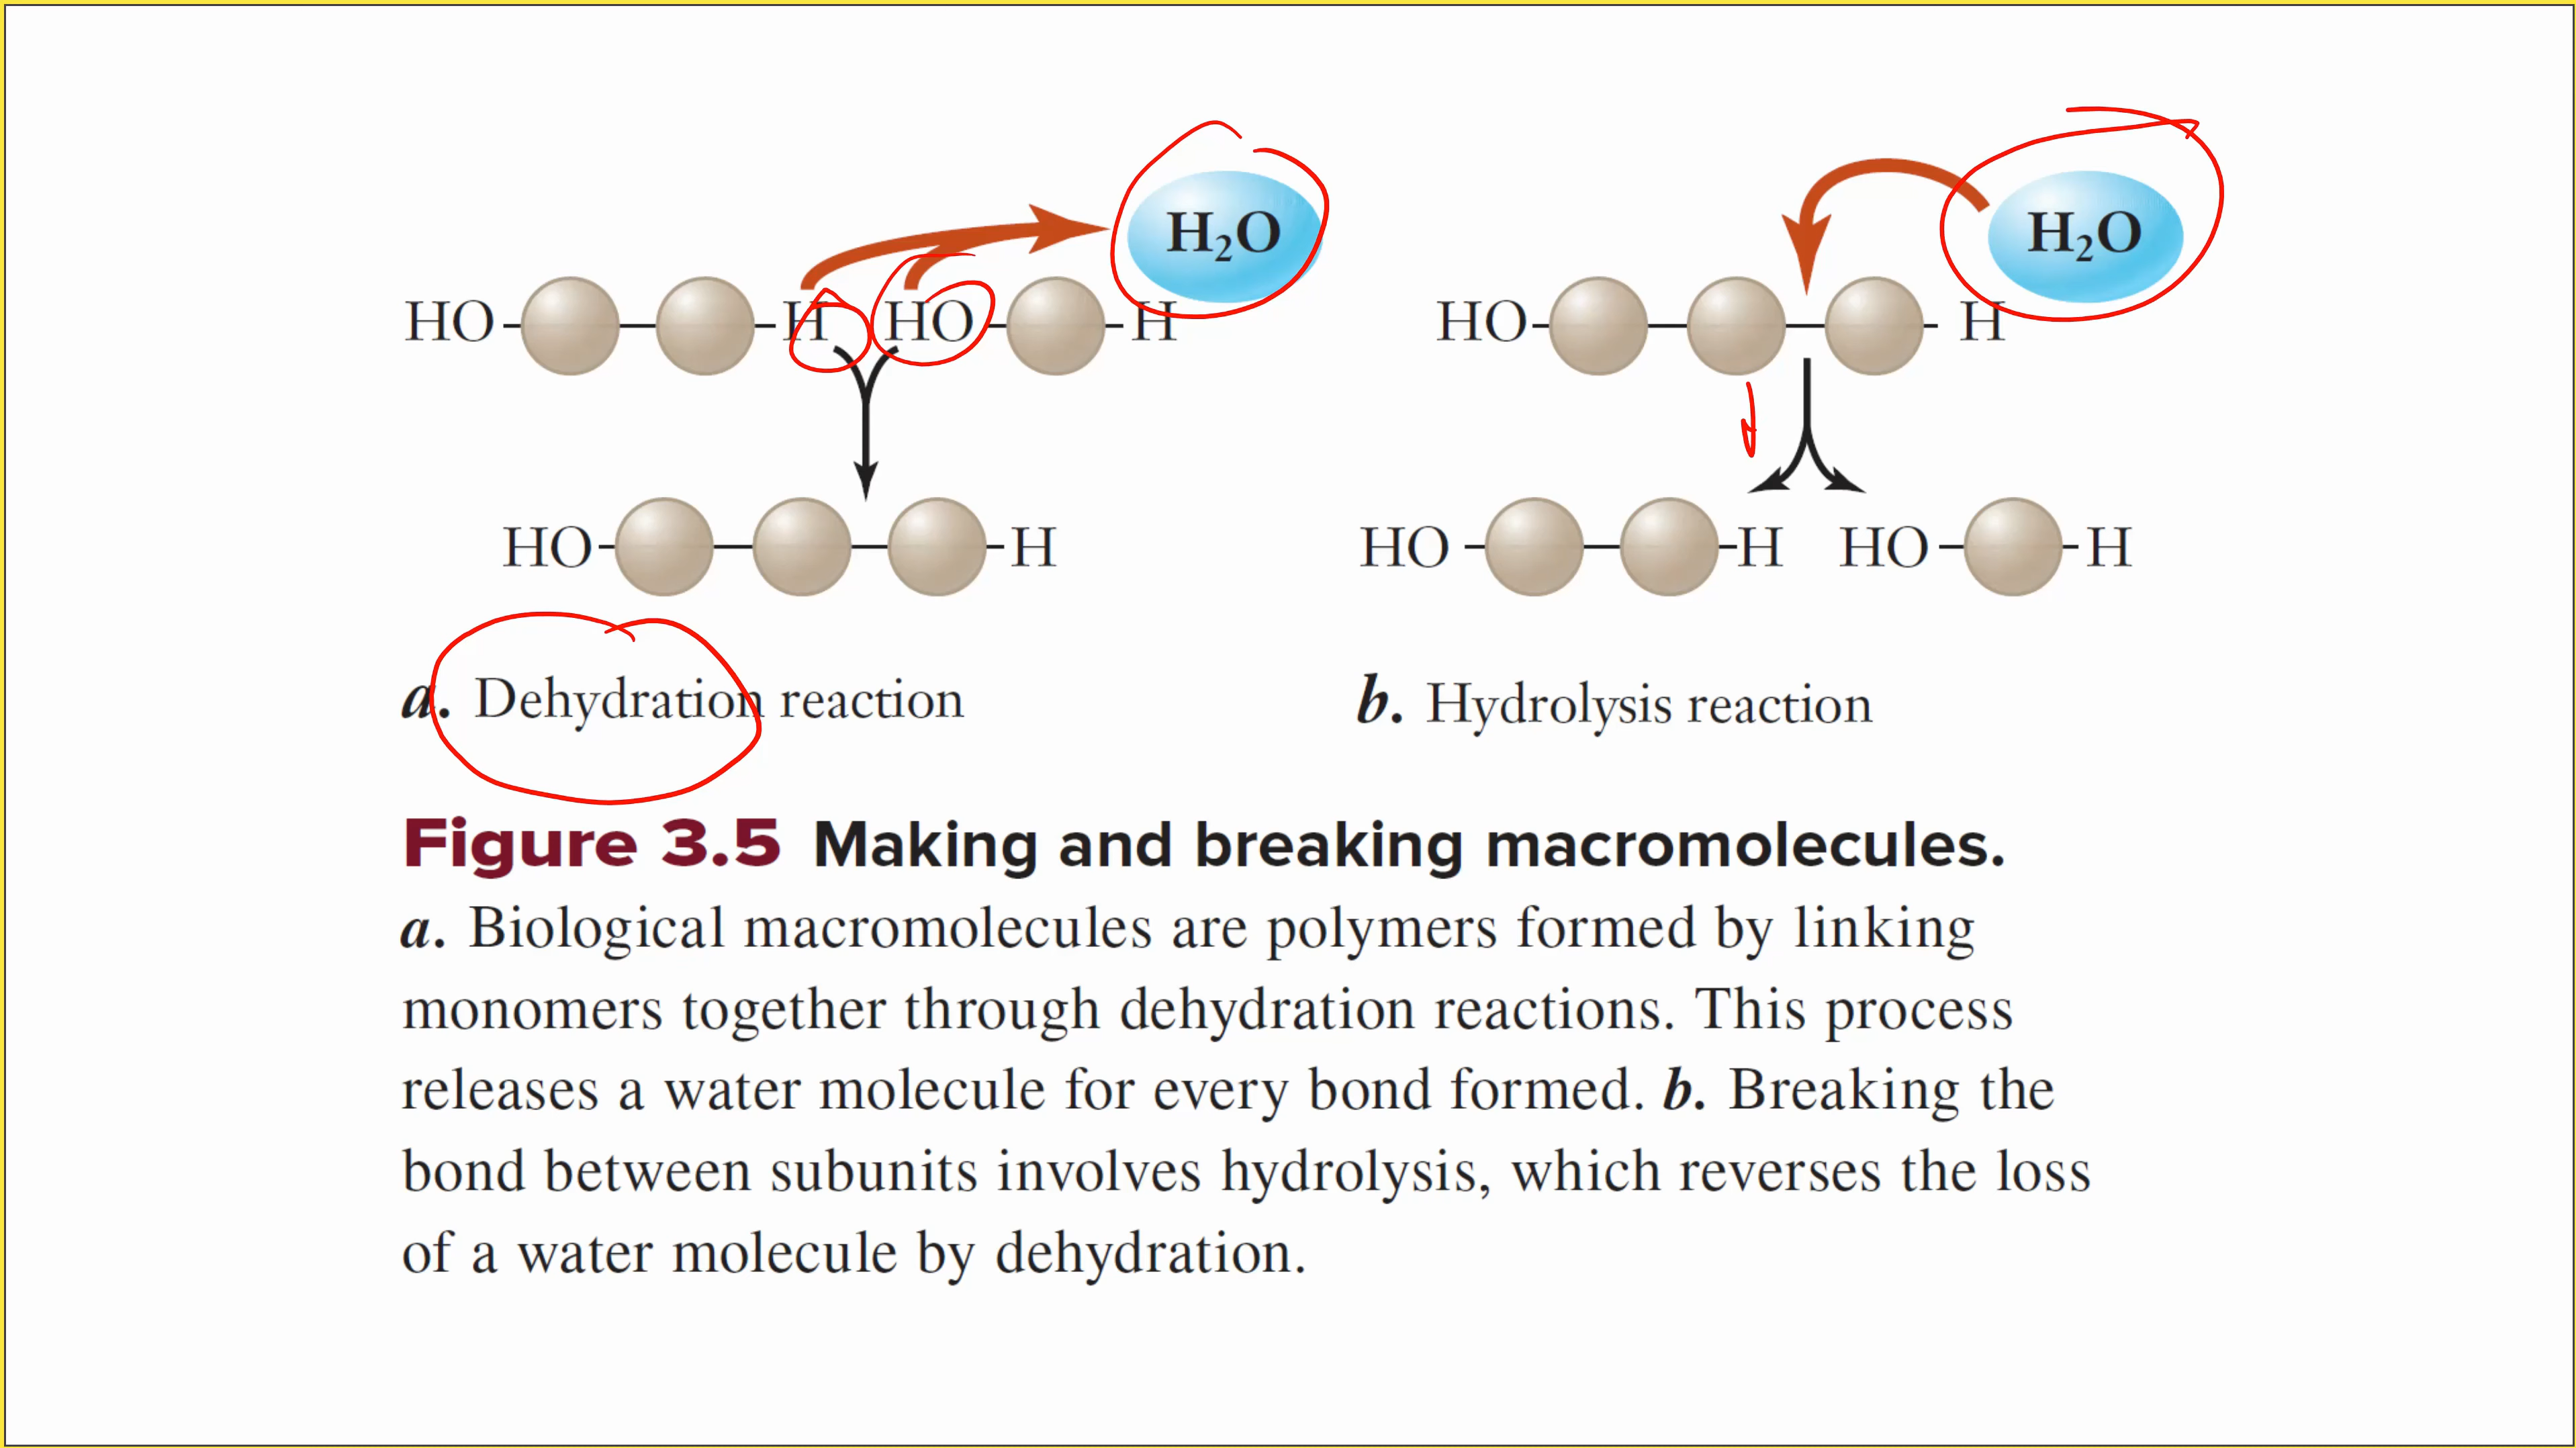 H₂O
HO H HO H
HO H
a. Dehydration reaction
H₂O
HO H
HO H HO H
b. Hydrolysis reaction
Figure 3.5 Making and breaking macromolecules.
a. Biological macromolecules are polymers formed by linking
monomers together through dehydration reactions. This process
releases a water molecule for every bond formed. b. Breaking the
bond between subunits involves hydrolysis, which reverses the loss
of a water molecule by dehydration.